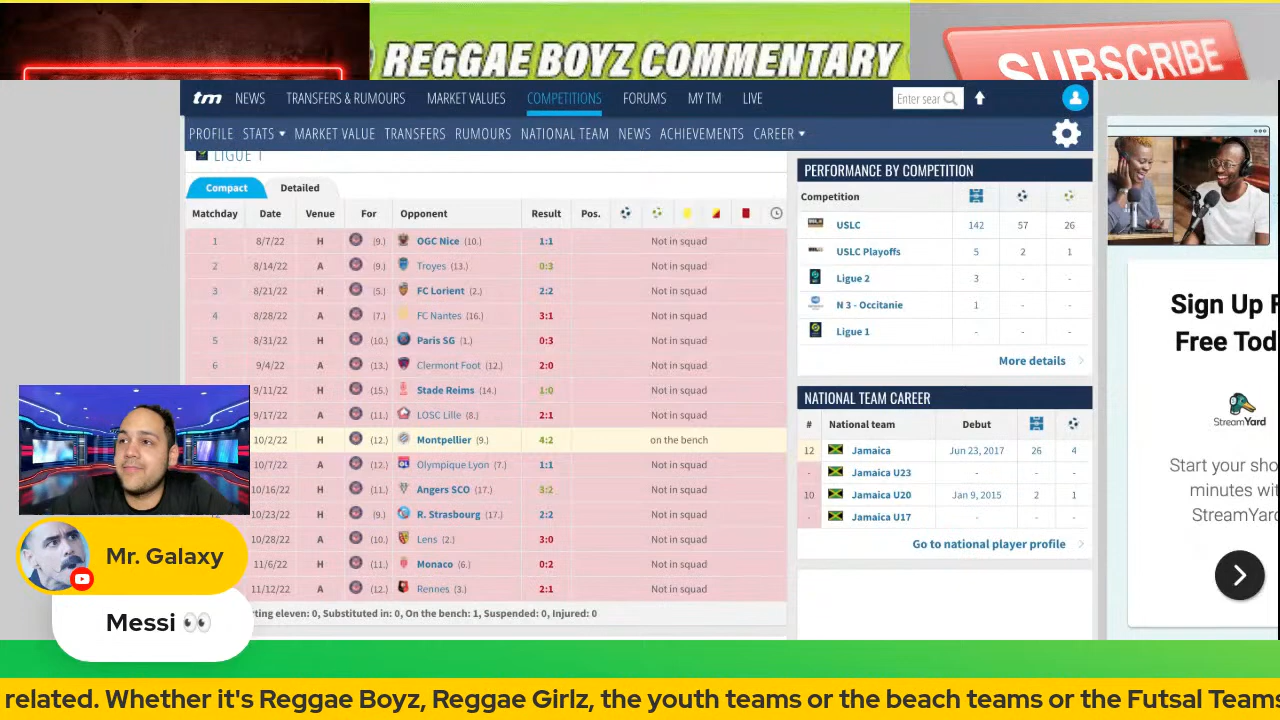 REGGAE BOYZ COMMENTARY
SUBSCRIBE
tm NEWS TRANSFERS & RUMOURS MARKET VALUES COMPETITIONS FORUMS MY TM LIVE Enter sear
PROFILE STATS MARKET VALUE TRANSFERS RUMOURS NATIONAL TEAM NEWS ACHIEVEMENTS CAREER
LIGUE 1
Compact Detailed
Matchday Date Venue For Opponent Result Pos.
1 8/7/22 H (9.) OGC Nice (10.) 1:1 Not in squad
2 8/14/22 A (9.) Troyes (13.) 0:3 Not in squad
3 8/21/22 H (5.) FC Lorient (2.) 2:2 Not in squad
4 8/28/22 A (7.) FC Nantes (16.) 3:1 Not in squad
5 8/31/22 H (10.) Paris SG (1.) 0:3 Not in squad
6 9/4/22 A (13.) Clermont Foot (12.) 2:0 Not in squad
9/11/22 H (15.) Stade Reims (14.) 1:0 Not in squad
9/17/22 A (11.) LOSC Lille (8.) 2:1 Not in squad
10/2/22 H (12.) Montpellier (9.) 4:2 on the bench
10/7/22 A (12.) Olympique Lyon (7.) 1:1 Not in squad
10/16/22 H (11.) Angers SCO (17.) 3:2 Not in squad
10/23/22 H (9.) R. Strasbourg (17.) 2:2 Not in squad
10/28/22 A (10.) Lens (2.) 3:0 Not in squad
11/6/22 H (11.) Monaco (6.) 0:2 Not in squad
11/12/22 A (12.) Rennes (3.) 2:1 Not in squad
rting eleven: 0, Substituted in: 0, On the bench: 1, Suspended: 0, Injured: 0
PERFORMANCE BY COMPETITION
Competition
USLC 142 57 26
USLC Playoffs 5 2 1
Ligue 2 3 - -
N 3 - Occitanie 1 - -
Ligue 1 - - -
More details
NATIONAL TEAM CAREER
# National team Debut
12 Jamaica Jun 23, 2017 26 4
- Jamaica U23 - - -
10 Jamaica U20 Jan 9, 2015 2 1
- Jamaica U17 - - -
Go to national player profile
Sign Up F
Free Tod
StreamYard
Start your sho
minutes wit
StreamYard
Mr. Galaxy
Messi 👀
related. Whether it's Reggae Boyz, Reggae Girlz, the youth teams or the beach teams or the Futsal Teams